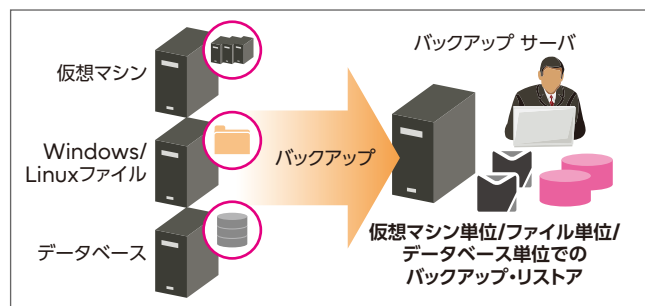 仮想マシン
Windows/
Linuxファイル
データベース
バックアップ
バックアップ サーバ
仮想マシン単位/ファイル単位/
データベース単位での
バックアップ・リストア